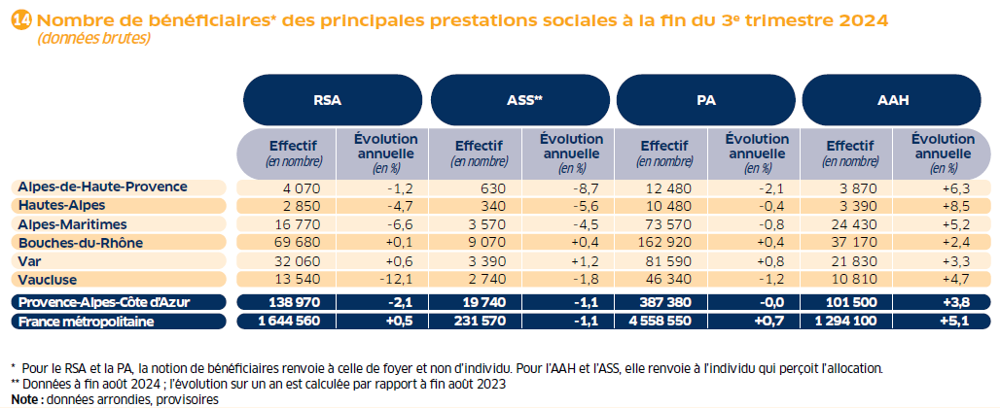 14 Nombre de bénéficiaires* des principales prestations sociales à la fin du 3e trimestre 2024
(données brutes)
RSA ASS** PA AAH
Effectif (en nombre) Évolution annuelle (en %) Effectif (en nombre) Évolution annuelle (en %) Effectif (en nombre) Évolution annuelle (en %) Effectif (en nombre) Évolution annuelle (en %)
Alpes-de-Haute-Provence 4 070 -1,2 630 -8,7 12 480 -2,1 3 870 +6,3
Hautes-Alpes 2 850 -4,7 340 -5,6 10 480 -0,4 3 390 +8,5
Alpes-Maritimes 16 770 -6,6 3 570 -4,5 73 570 -0,8 24 430 +5,2
Bouches-du-Rhône 69 680 +0,1 9 070 +0,4 162 920 +0,4 37 170 +2,4
Var 32 060 +0,6 3 390 +1,2 81 590 +0,8 21 830 +3,3
Vaucluse 13 540 -12,1 2 740 -1,8 46 340 -1,2 10 810 +4,7
Provence-Alpes-Côte d'Azur 138 970 -2,1 19 740 -1,1 387 380 -0,0 101 500 +3,8
France métropolitaine 1 644 560 +0,5 231 570 -1,1 4 558 550 +0,7 1 294 100 +5,1
* Pour le RSA et la PA, la notion de bénéficiaires renvoie à celle de foyer et non d'individu. Pour l'AAH et l'ASS, elle renvoie à l'individu qui perçoit l'allocation.
** Données à fin août 2024 ; l'évolution sur un an est calculée par rapport à fin août 2023
Note : données arrondies, provisoires